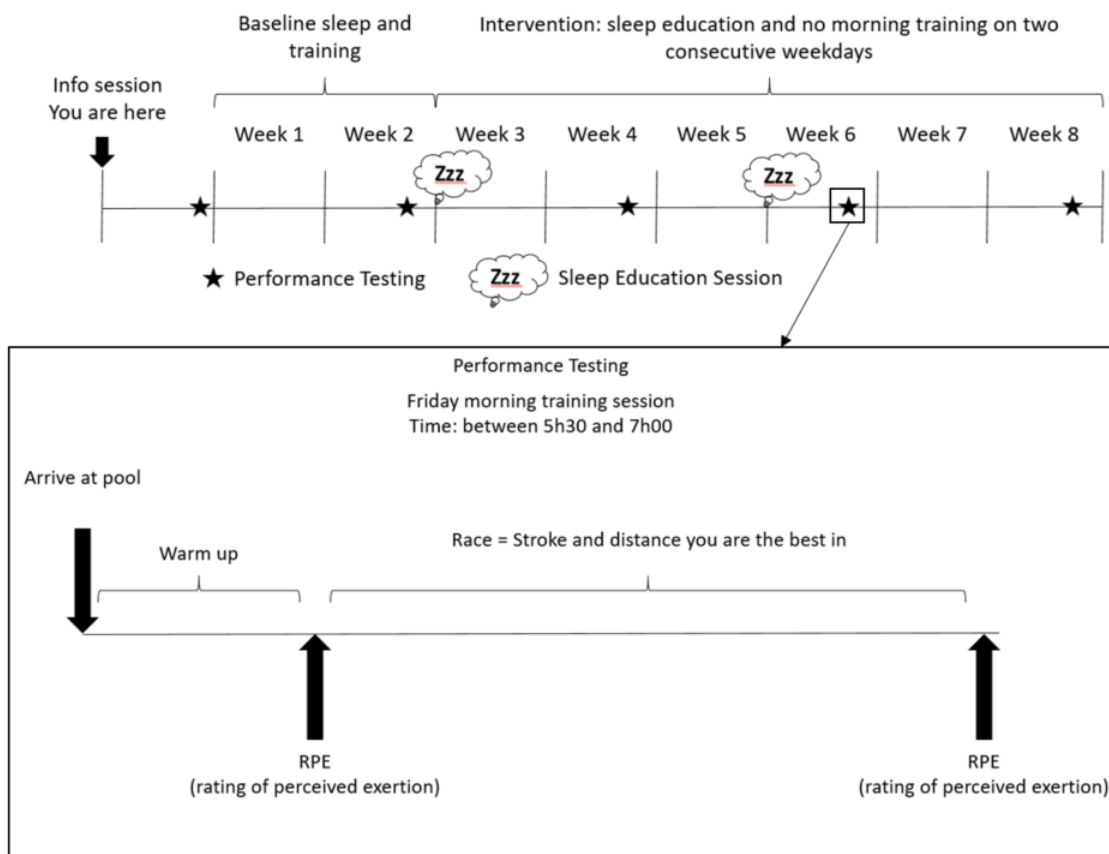 Baseline sleep and
training
Intervention: sleep education and no morning training on two
consecutive weekdays
Info session
You are here
Week 1
Week 2
Week 3
Week 4
Week 5
Week 6
Week 7
Week 8
Zzz
Zzz
Performance Testing
Zzz
Sleep Education Session
Performance Testing
Friday morning training session
Time: between 5h30 and 7h00
Arrive at pool
Warm up
Race = Stroke and distance you are the best in
RPE
(rating of perceived exertion)
RPE
(rating of perceived exertion)